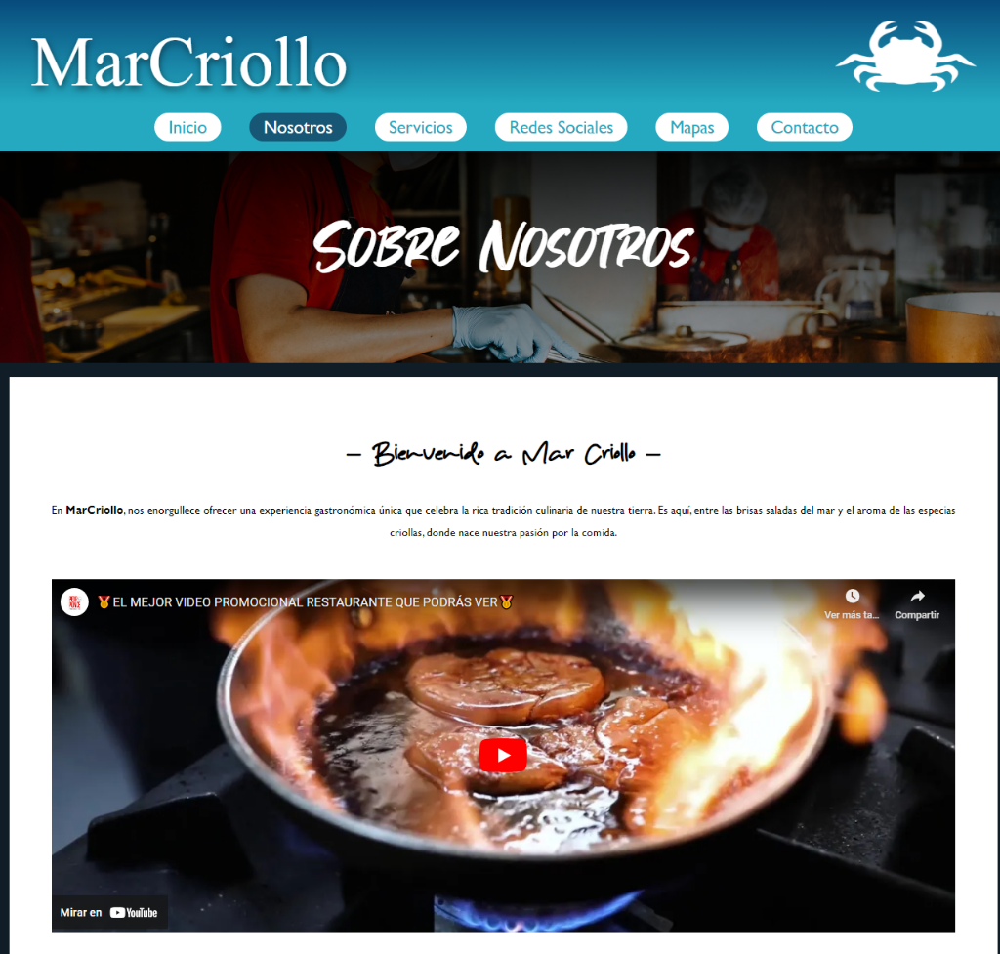 MarCriollo
Inicio
Nosotros
Servicios
Redes Sociales
Mapas
Contacto
Sobre Nosotros
– Bienvenido a Mar Criollo –
En MarCriollo, nos enorgullece ofrecer una experiencia gastronómica única que celebra la rica tradición culinaria de nuestra tierra. Es aquí, entre las brisas saladas del mar y el aroma de las especias
criollas, donde nace nuestra pasión por la comida.
🏅EL MEJOR VIDEO PROMOCIONAL RESTAURANTE QUE PODRÁS VER🏅
Ver más ta...
Compartir
Mirar en YouTube